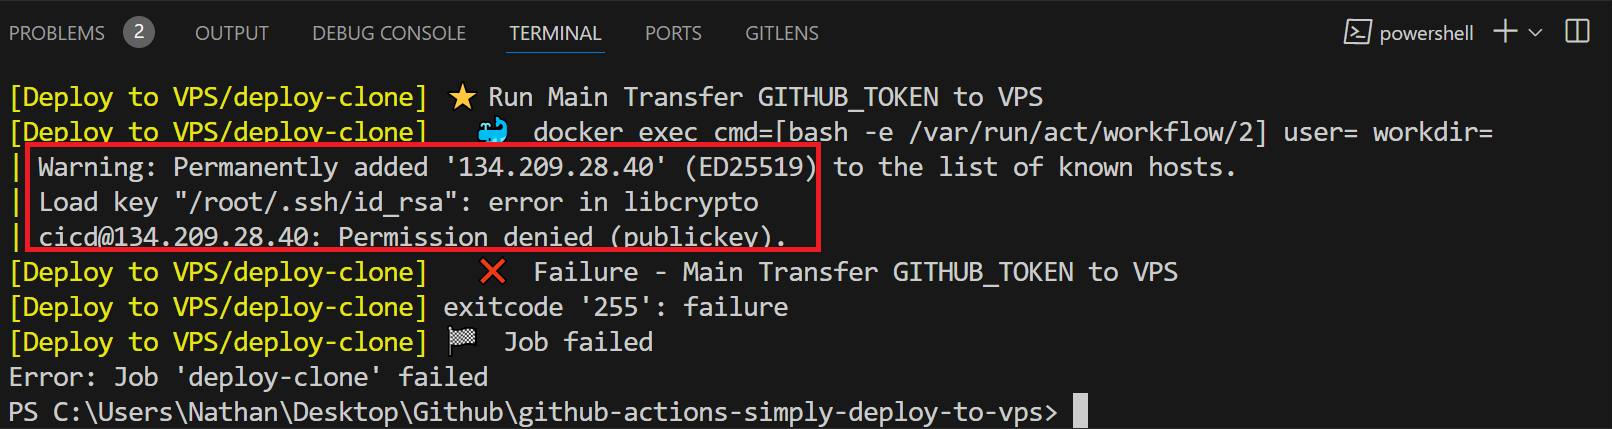 PROBLEMS 2 OUTPUT DEBUG CONSOLE TERMINAL PORTS GITLENS powershell
[Deploy to VPS/deploy-clone] ⭐ Run Main Transfer GITHUB_TOKEN to VPS
[Deploy to VPS/deploy-clone] 🐳 docker exec cmd=[bash -e /var/run/act/workflow/2] user= workdir=
| Warning: Permanently added '134.209.28.40' (ED25519) to the list of known hosts.
| Load key "/root/.ssh/id_rsa": error in libcrypto
| cicd@134.209.28.40: Permission denied (publickey).
[Deploy to VPS/deploy-clone] ❌ Failure - Main Transfer GITHUB_TOKEN to VPS
[Deploy to VPS/deploy-clone] exitcode '255': failure
[Deploy to VPS/deploy-clone] 🏁 Job failed
Error: Job 'deploy-clone' failed
PS C:\Users\Nathan\Desktop\Github\github-actions-simply-deploy-to-vps>